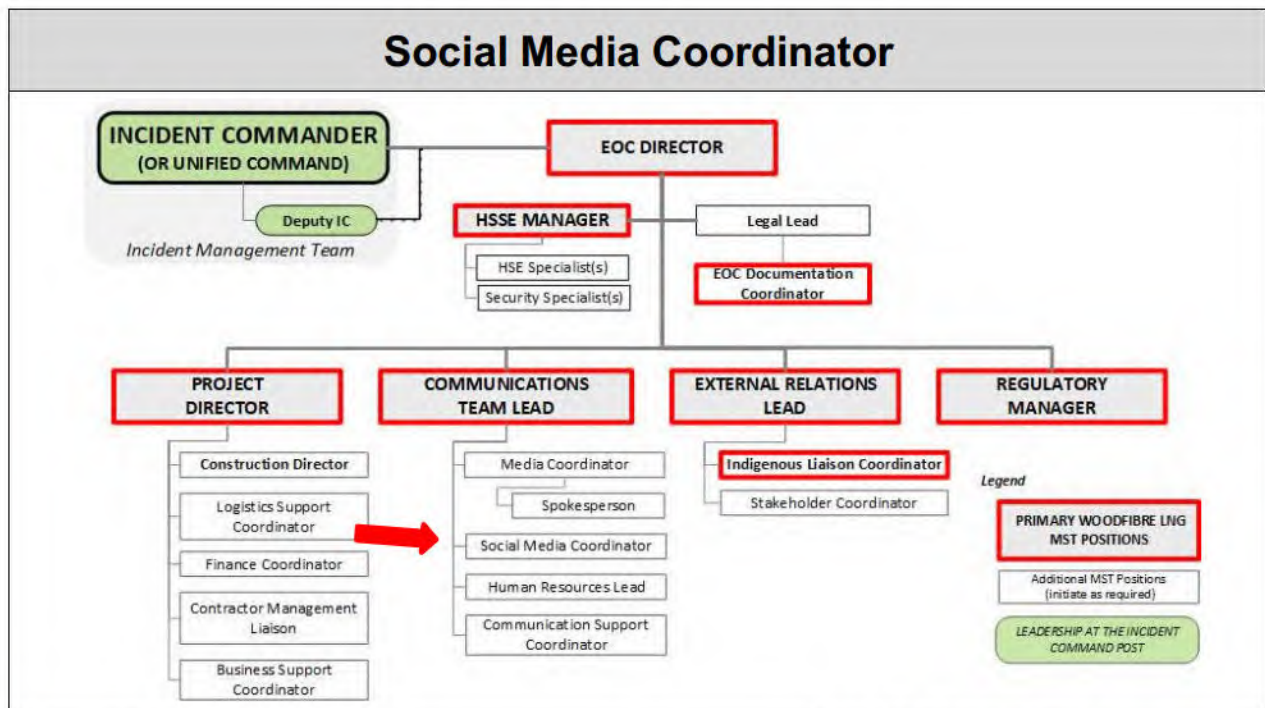 Social Media Coordinator
INCIDENT COMMANDER
(OR UNIFIED COMMAND)
Deputy IC
Incident Management Team
EOC DIRECTOR
HSSE MANAGER
HSE Specialist(s)
Security Specialist(s)
Legal Lead
EOC Documentation
Coordinator
PROJECT
DIRECTOR
Construction Director
Logistics Support
Coordinator
Finance Coordinator
Contractor Management
Liaison
Business Support
Coordinator
COMMUNICATIONS
TEAM LEAD
Media Coordinator
Spokesperson
Social Media Coordinator
Human Resources Lead
Communication Support
Coordinator
EXTERNAL RELATIONS
LEAD
Indigenous Liaison Coordinator
Stakeholder Coordinator
REGULATORY
MANAGER
Legend
PRIMARY WOODFIBRE LNG
MST POSITIONS
Additional MST Positions
(initiate as required)
LEADERSHIP AT THE INCIDENT
COMMAND POST